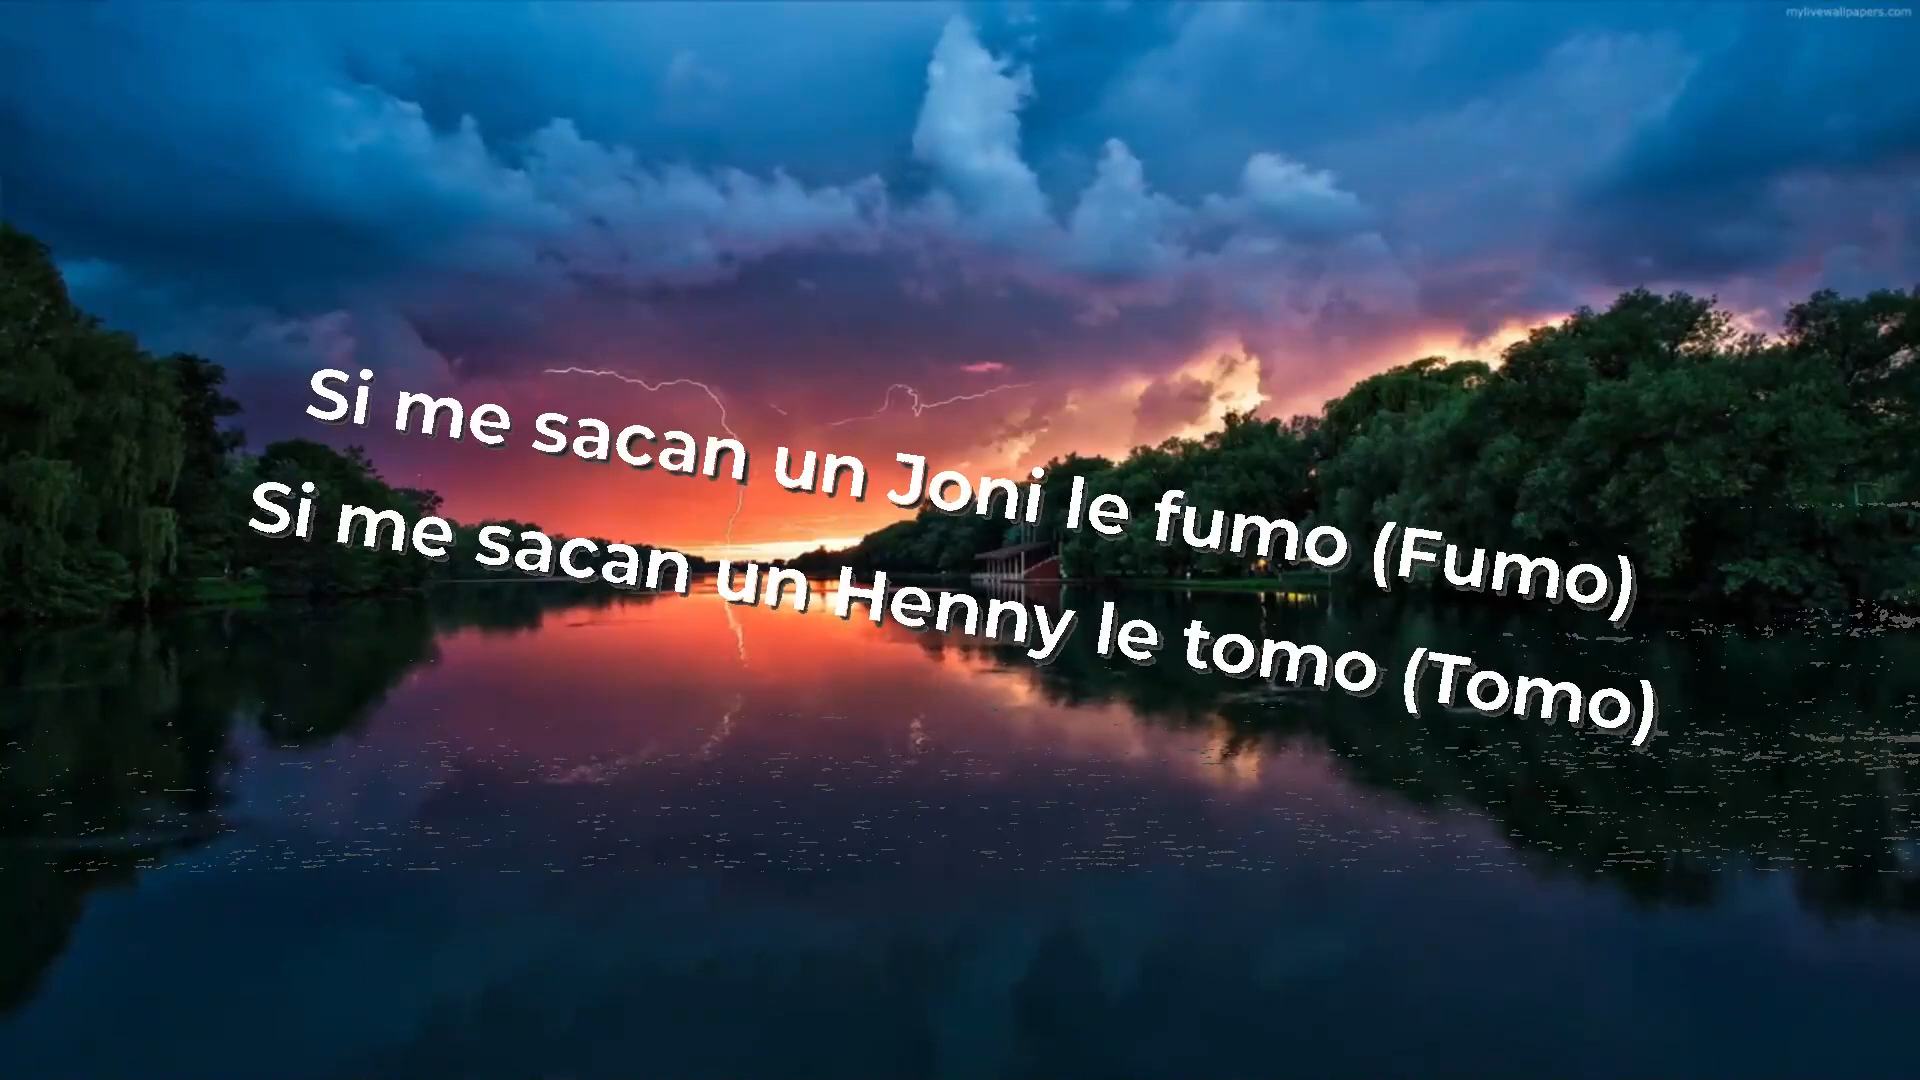 mylivewallpapers.com
Si me sacan un Joni le fumo (Fumo)
Si me sacan un Henny le tomo (Tomo)